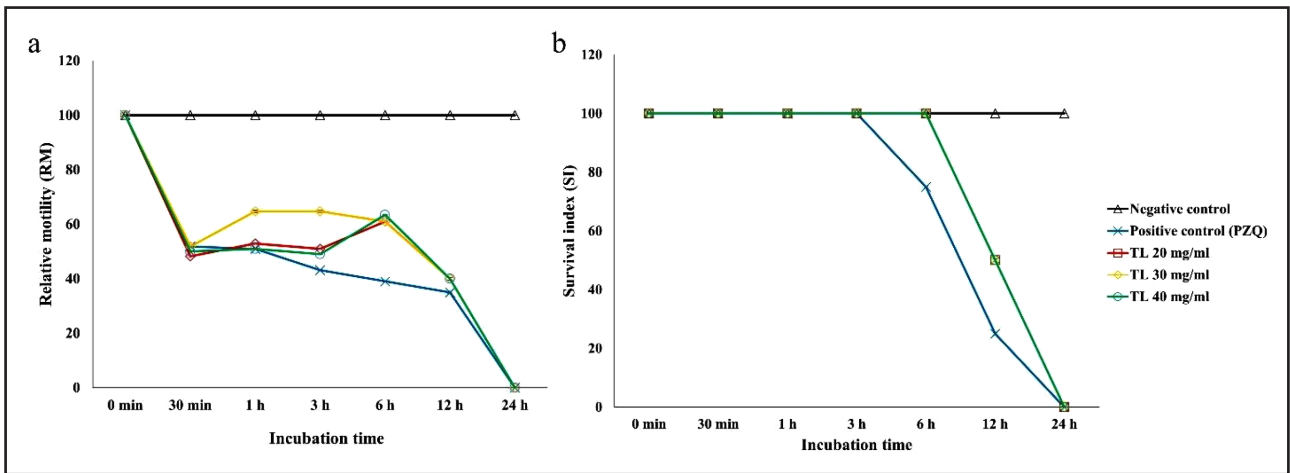 a
120
100
80
60
40
20
0
Relative motility (RM)
0 min 30 min 1 h 3 h 6 h 12 h 24 h
Incubation time
b
120
100
80
60
40
20
0
Survival index (SI)
0 min 30 min 1 h 3 h 6 h 12 h 24 h
Incubation time
Negative control
Positive control (PZQ)
TL 20 mg/ml
TL 30 mg/ml
TL 40 mg/ml